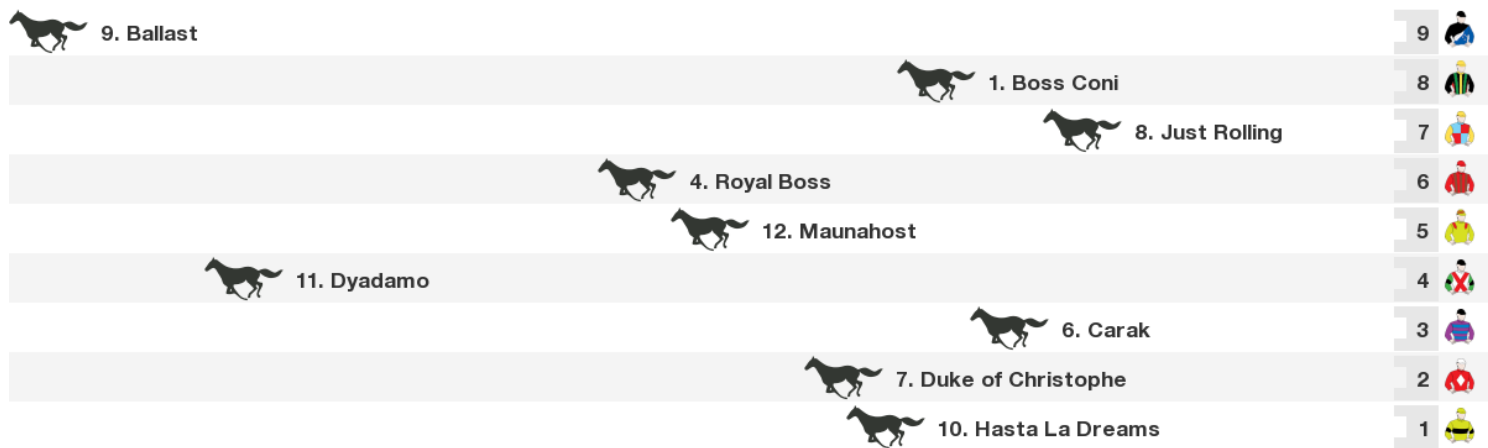 9. Ballast 9
1. Boss Coni 8
8. Just Rolling 7
4. Royal Boss 6
12. Maunahost 5
11. Dyadamo 4
6. Carak 3
7. Duke of Christophe 2
10. Hasta La Dreams 1